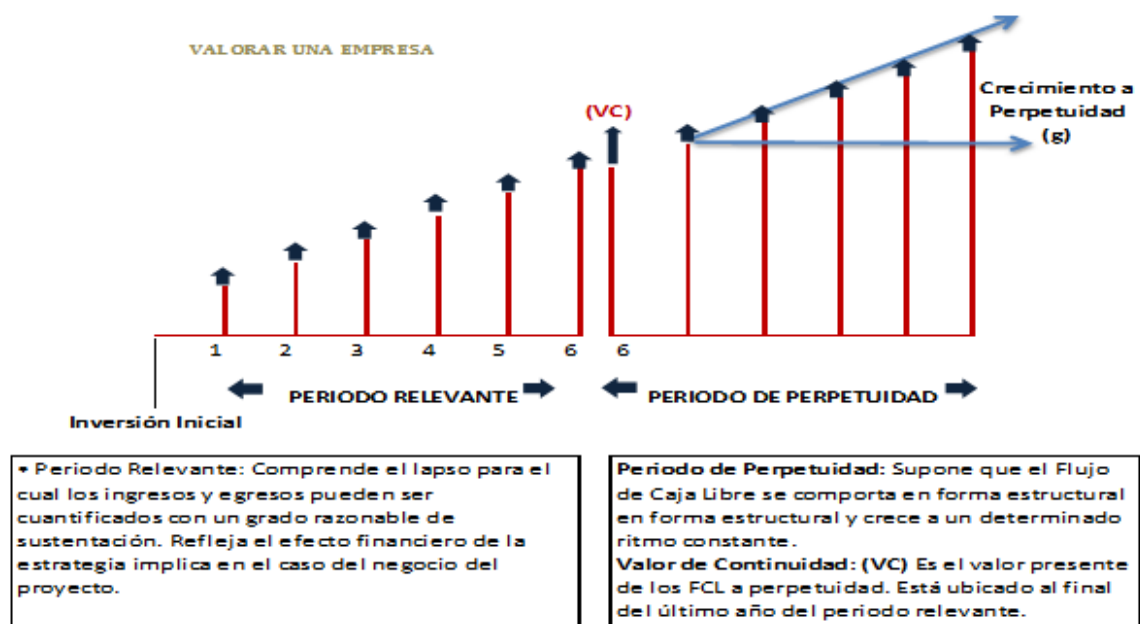 VALORAR UNA EMPRESA
(VC)
Crecimiento a
Perpetuidad
(g)
1 2 3 4 5 6 6
PERIODO RELEVANTE
PERIODO DE PERPETUIDAD
Inversión Inicial
• Periodo Relevante: Comprende el lapso para el
cual los ingresos y egresos pueden ser
cuantificados con un grado razonable de
sustentación. Refleja el efecto financiero de la
estrategia implica en el caso del negocio del
proyecto.
Periodo de Perpetuidad: Supone que el Flujo
de Caja Libre se comporta en forma estructural
en forma estructural y crece a un determinado
ritmo constante.
Valor de Continuidad: (VC) Es el valor presente
de los FCL a perpetuidad. Está ubicado al final
del último año del periodo relevante.